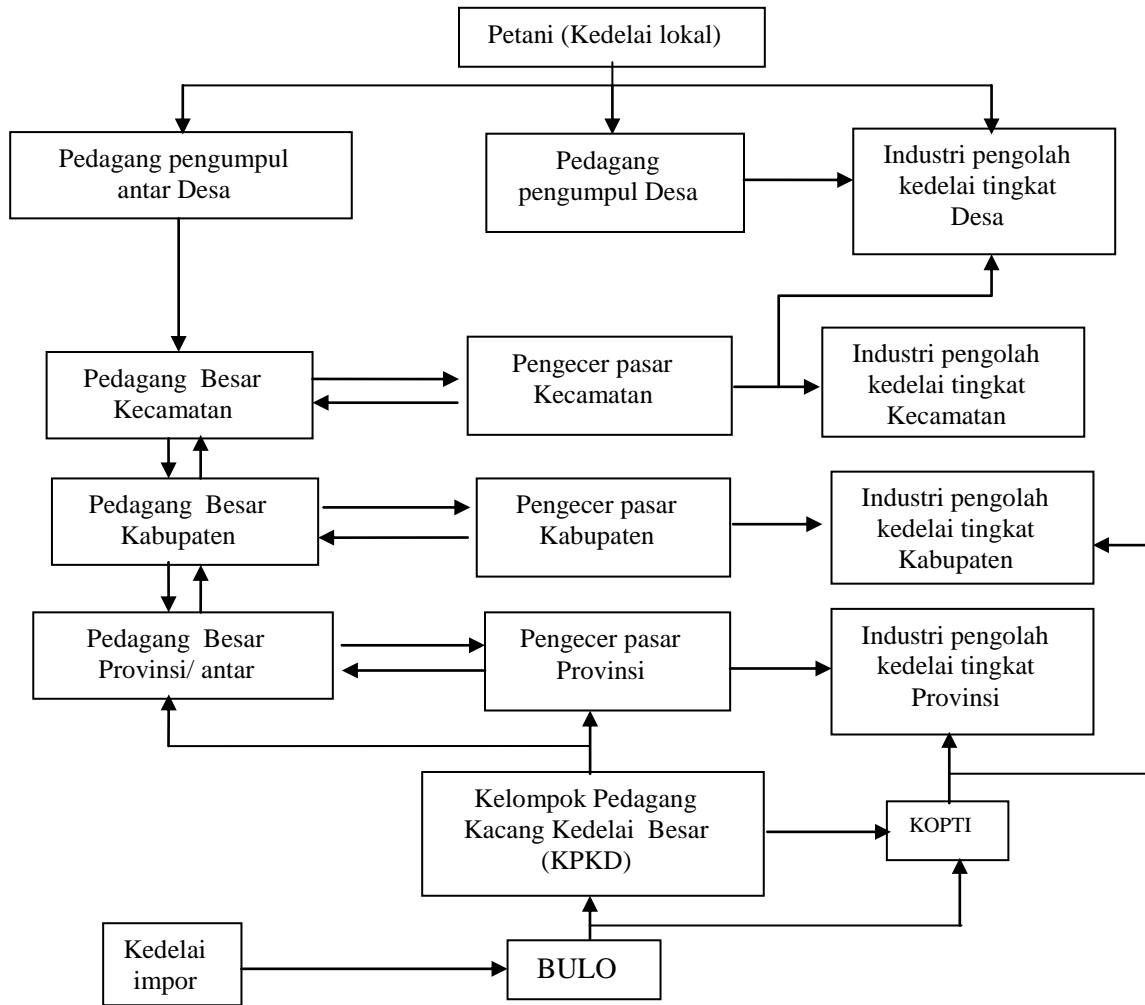 Petani (Kedelai lokal)
Pedagang pengumpul
antar Desa
Pedagang
pengumpul Desa
Industri pengolah
kedelai tingkat
Desa
Pedagang Besar
Kecamatan
Pengecer pasar
Kecamatan
Industri pengolah
kedelai tingkat
Kecamatan
Pedagang Besar
Kabupaten
Pengecer pasar
Kabupaten
Industri pengolah
kedelai tingkat
Kabupaten
Pedagang Besar
Provinsi/ antar
Pengecer pasar
Provinsi
Industri pengolah
kedelai tingkat
Provinsi
Kelompok Pedagang
Kacang Kedelai Besar
(KPKD)
KOPTI
Kedelai
impor
BULO